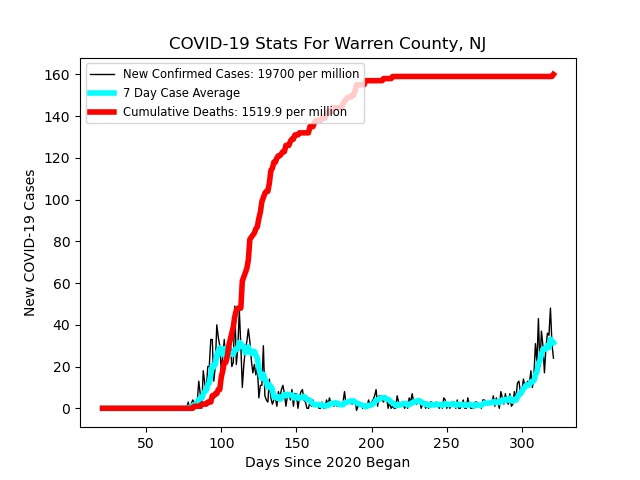 COVID-19 Stats For Warren County, NJ
New Confirmed Cases: 19700 per million
7 Day Case Average
Cumulative Deaths: 1519.9 per million
New COVID-19 Cases
160
140
120
100
80
60
40
20
0
50 100 150 200 250 300
Days Since 2020 Began